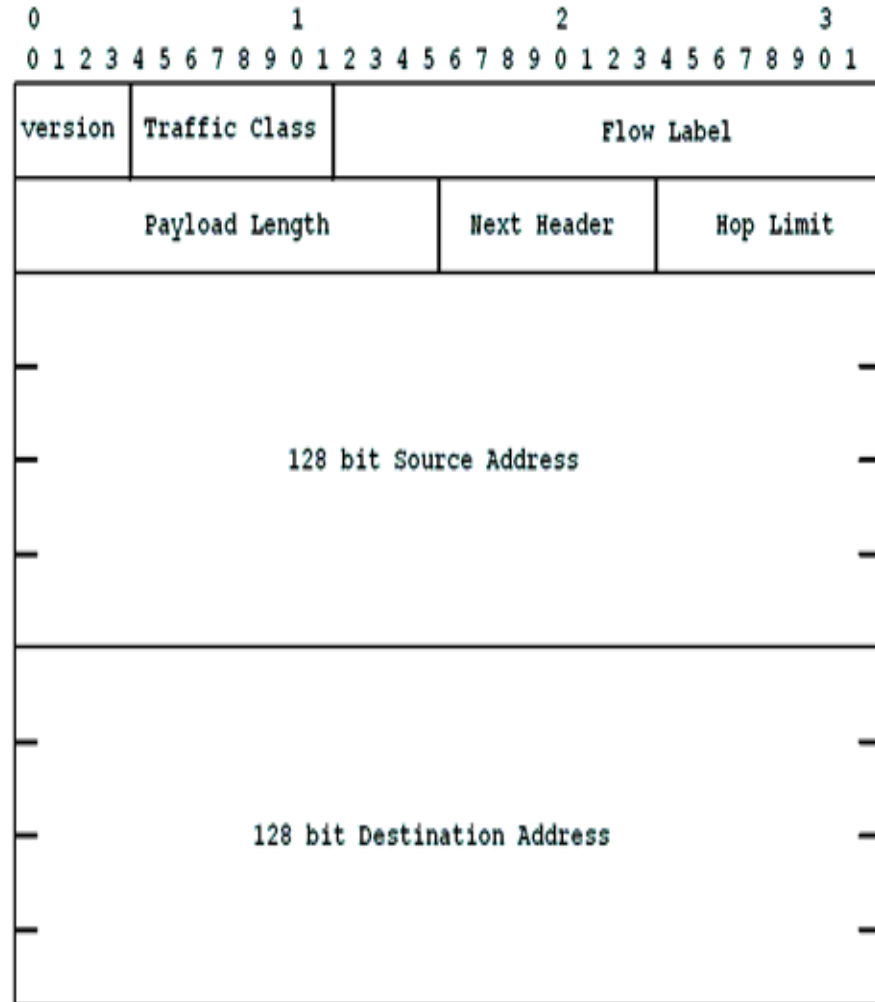 0 1 2 3
0 1 2 3 4 5 6 7 8 9 0 1 2 3 4 5 6 7 8 9 0 1 2 3 4 5 6 7 8 9 0 1
version Traffic Class Flow Label
Payload Length Next Header Hop Limit
128 bit Source Address
128 bit Destination Address